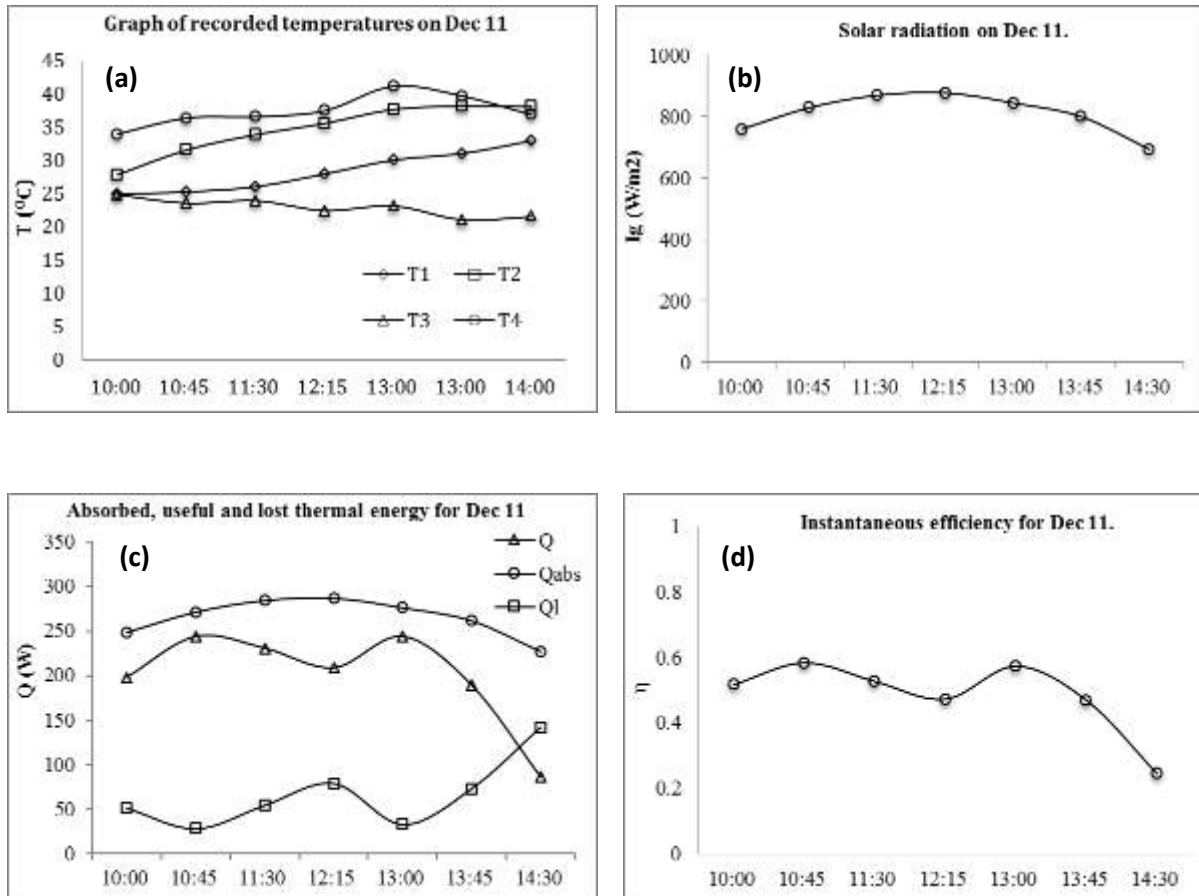 Graph of recorded temperatures on Dec 11
(a)
T (⁰C)
45
40
35
30
25
20
15
10
5
0
T1
T2
T3
T4
10:00 10:45 11:30 12:15 13:00 13:00 14:00
Solar radiation on Dec 11.
(b)
Ig (W/m2)
1000
800
600
400
200
0
10:00 10:45 11:30 12:15 13:00 13:45 14:30
Absorbed, useful and lost thermal energy for Dec 11
(c)
Q (W)
350
300
250
200
150
100
50
0
Q
Qabs
Ql
10:00 10:45 11:30 12:15 13:00 13:45 14:30
Instantaneous efficiency for Dec 11.
(d)
η
1
0.8
0.6
0.4
0.2
0
10:00 10:45 11:30 12:15 13:00 13:45 14:30